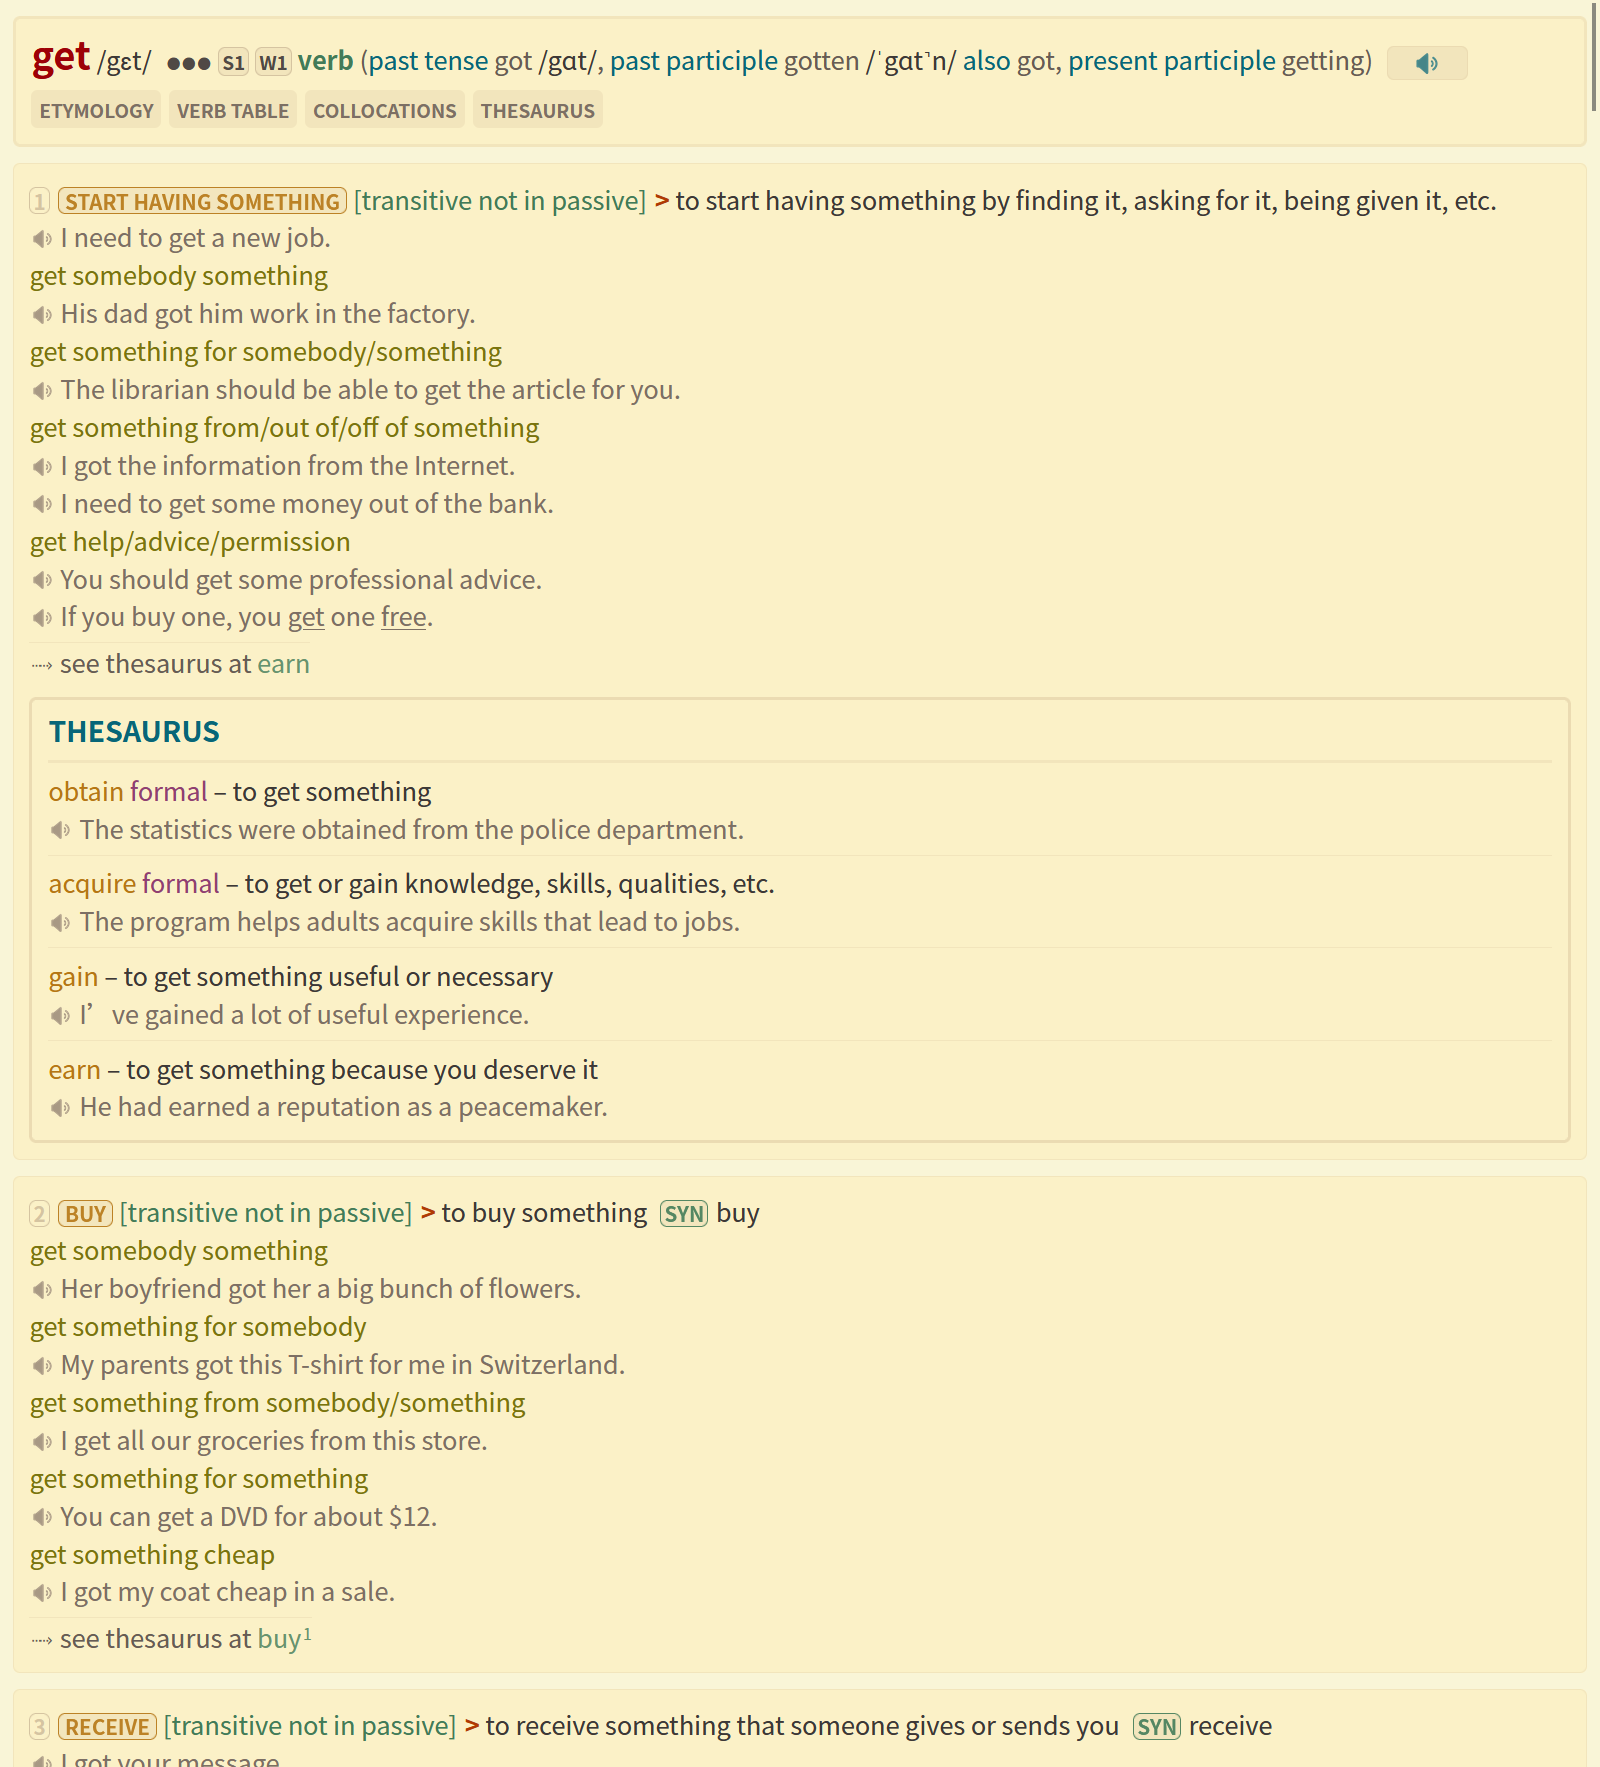 get /gɛt/ ●●● S1 W1 verb (past tense got /gɑt/, past participle gotten /ˈgɑt˺n/ also got, present participle getting)
ETYMOLOGY VERB TABLE COLLOCATIONS THESAURUS
1 START HAVING SOMETHING [transitive not in passive] > to start having something by finding it, asking for it, being given it, etc.
I need to get a new job.
get somebody something
His dad got him work in the factory.
get something for somebody/something
The librarian should be able to get the article for you.
get something from/out of/off of something
I got the information from the Internet.
I need to get some money out of the bank.
get help/advice/permission
You should get some professional advice.
If you buy one, you get one free.
⤑ see thesaurus at earn
THESAURUS
obtain formal – to get something
The statistics were obtained from the police department.
acquire formal – to get or gain knowledge, skills, qualities, etc.
The program helps adults acquire skills that lead to jobs.
gain – to get something useful or necessary
I’ve gained a lot of useful experience.
earn – to get something because you deserve it
He had earned a reputation as a peacemaker.
2 BUY [transitive not in passive] > to buy something SYN buy
get somebody something
Her boyfriend got her a big bunch of flowers.
get something for somebody
My parents got this T-shirt for me in Switzerland.
get something from somebody/something
I get all our groceries from this store.
get something for something
You can get a DVD for about $12.
get something cheap
I got my coat cheap in a sale.
⤑ see thesaurus at buy¹
3 RECEIVE [transitive not in passive] > to receive something that someone gives or sends you SYN receive
I got your message.